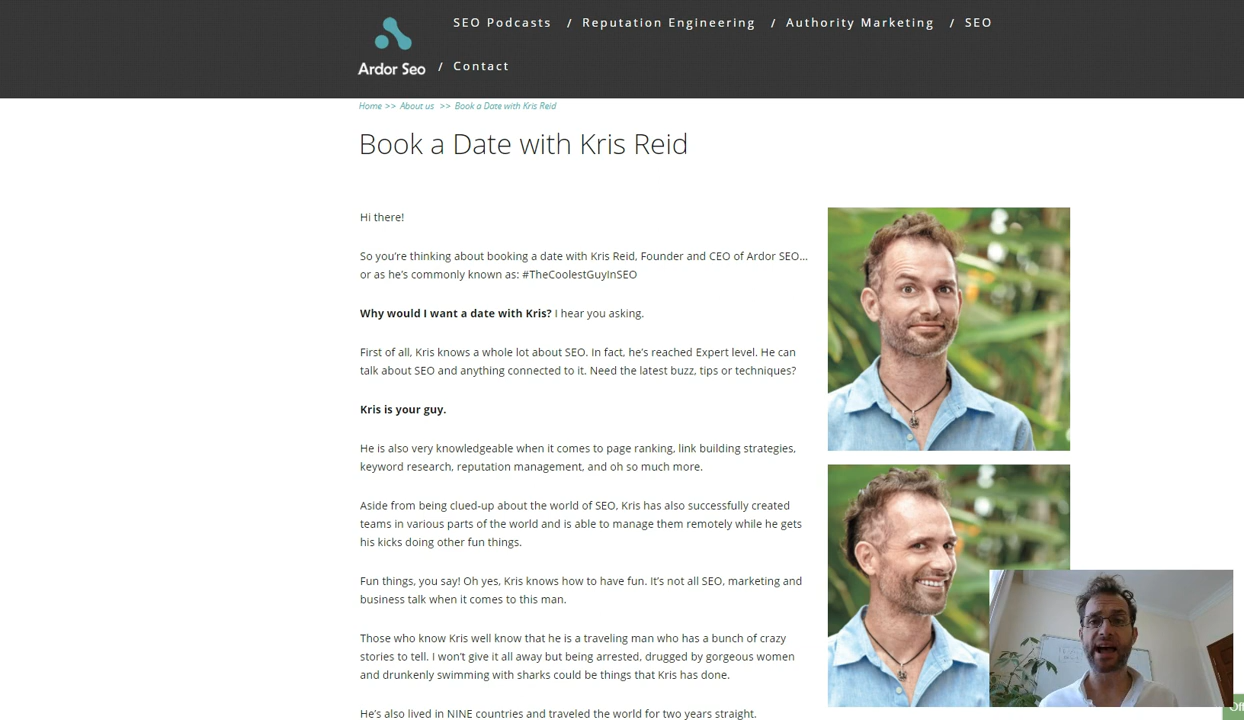 SEO Podcasts / Reputation Engineering / Authority Marketing / SEO
Ardor Seo / Contact
Home >> About us >> Book a Date with Kris Reid
Book a Date with Kris Reid
Hi there!
So you're thinking about booking a date with Kris Reid, Founder and CEO of Ardor SEO...
or as he's commonly known as: #TheCoolestGuyInSEO
Why would I want a date with Kris? I hear you asking.
First of all, Kris knows a whole lot about SEO. In fact, he's reached Expert level. He can
talk about SEO and anything connected to it. Need the latest buzz, tips or techniques?
Kris is your guy.
He is also very knowledgeable when it comes to page ranking, link building strategies,
keyword research, reputation management, and oh so much more.
Aside from being clued-up about the world of SEO, Kris has also successfully created
teams in various parts of the world and is able to manage them remotely while he gets
his kicks doing other fun things.
Fun things, you say! Oh yes, Kris knows how to have fun. It's not all SEO, marketing and
business talk when it comes to this man.
Those who know Kris well know that he is a traveling man who has a bunch of crazy
stories to tell. I won't give it all away but being arrested, drugged by gorgeous women
and drunkenly swimming with sharks could be things that Kris has done.
He's also lived in NINE countries and traveled the world for two years straight.